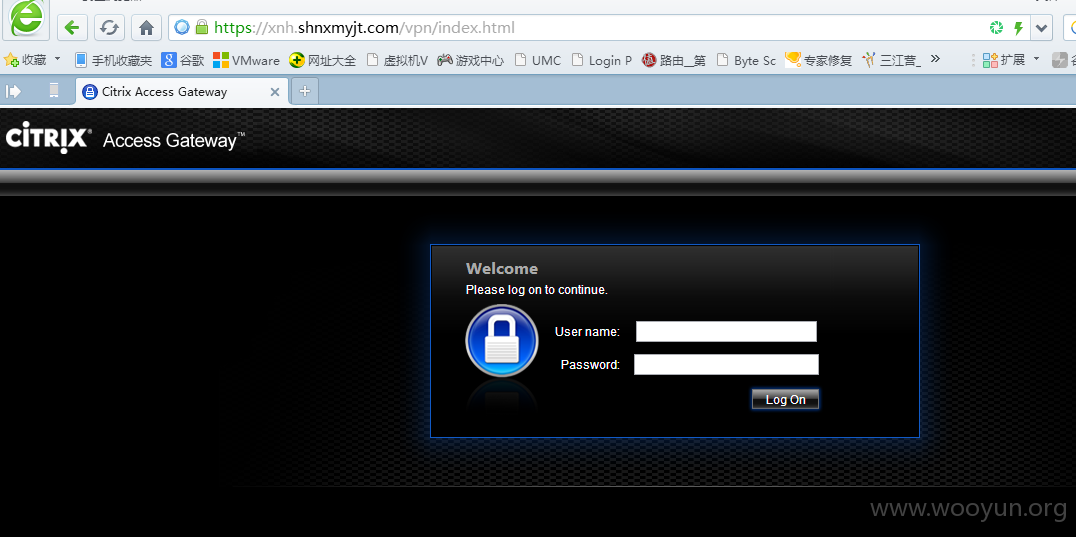 https://xnh.shnxmyjt.com/vpn/index.html
收藏 手机收藏夹 谷歌 VMware 网址大全 虚拟机V 游戏中心 UMC Login P 路由__第 Byte Sc 专家修复 三江营_ » 扩展
Citrix Access Gateway
CITRIX® Access Gateway™
Welcome
Please log on to continue.
User name:
Password:
Log On
www.wooyun.org